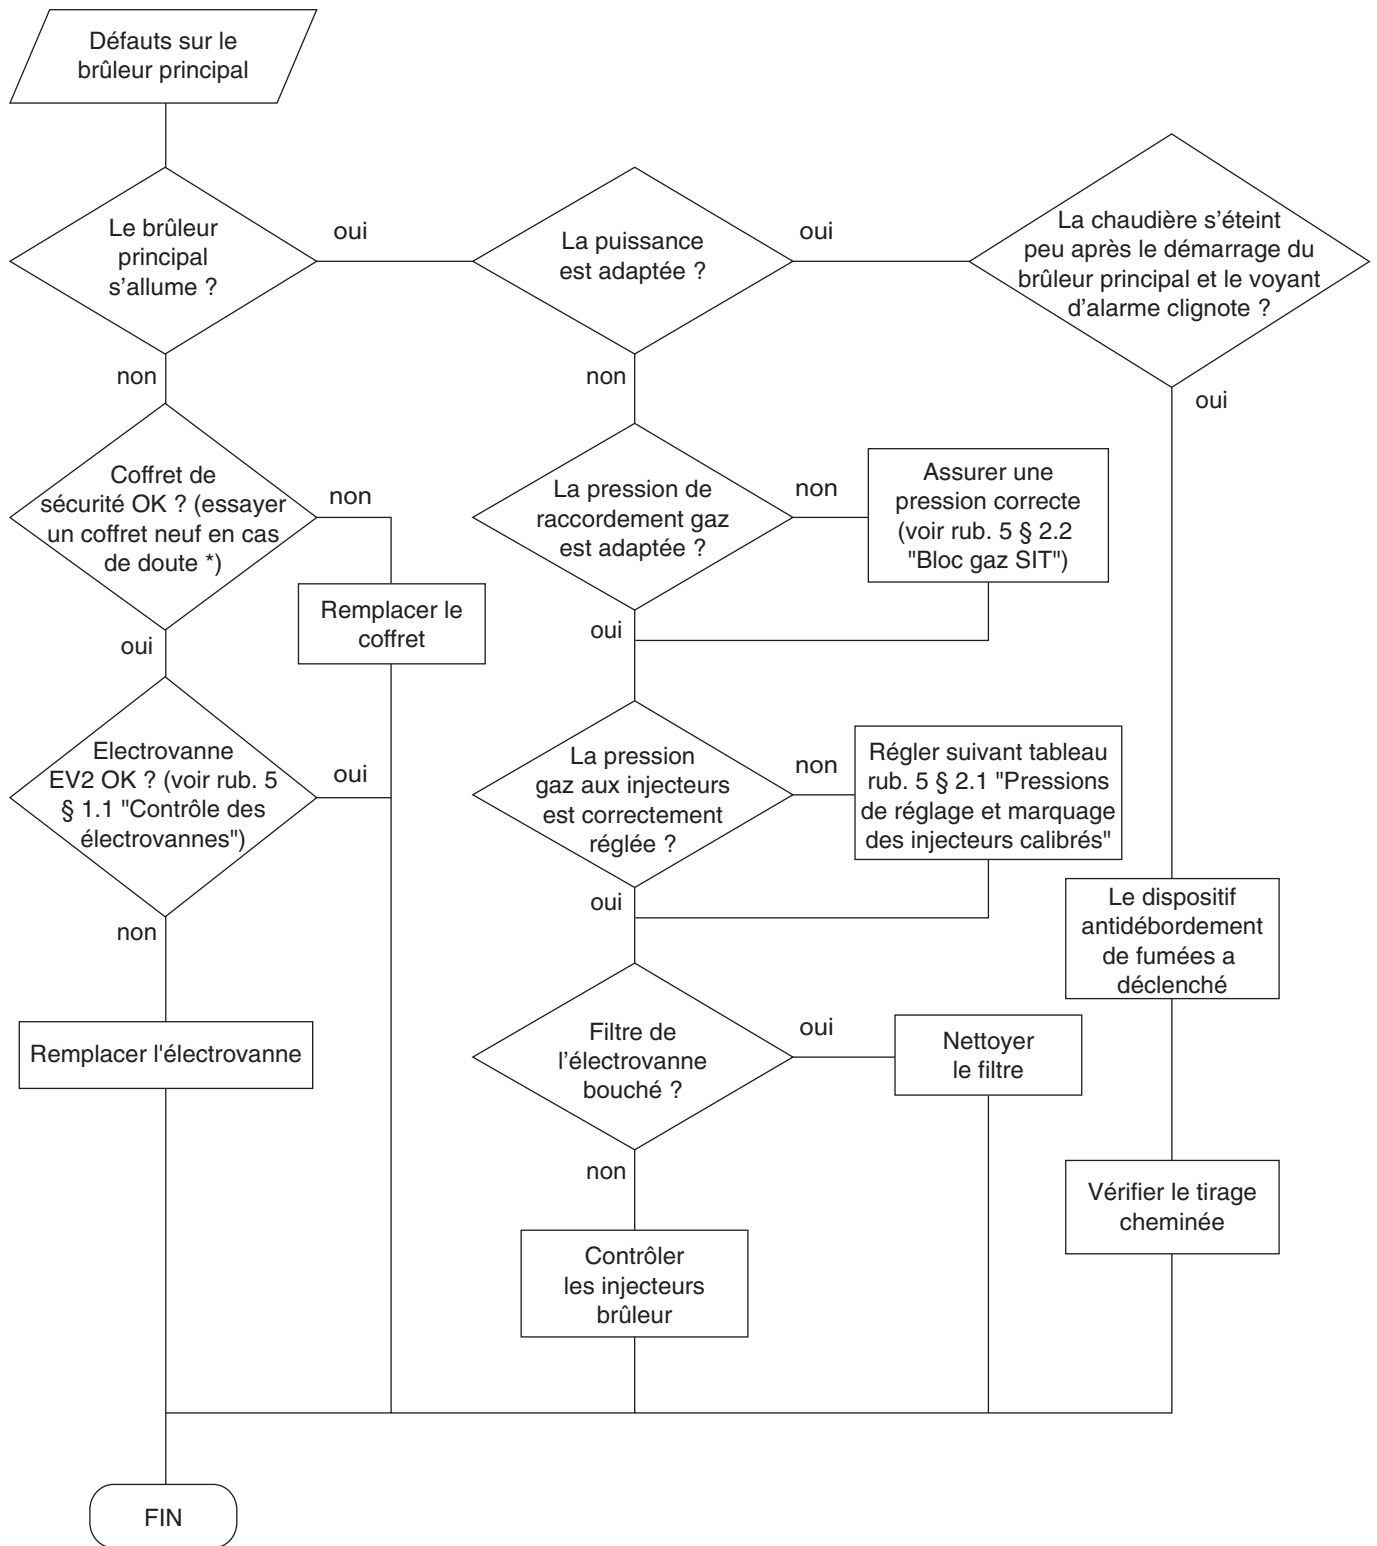 Défauts sur le
brûleur principal
Le brûleur
principal
s'allume ?
oui
La puissance
est adaptée ?
oui
La chaudière s'éteint
peu après le démarrage du
brûleur principal et le voyant
d'alarme clignote ?
non
non
oui
Coffret de
sécurité OK ? (essayer
un coffret neuf en cas
de doute *)
non
Remplacer le
coffret
oui
La pression de
raccordement gaz
est adaptée ?
non
Assurer une
pression correcte
(voir rub. 5 § 2.2
"Bloc gaz SIT")
oui
Electrovanne
EV2 OK ? (voir rub. 5
§ 1.1 "Contrôle des
électrovannes")
oui
non
La pression
gaz aux injecteurs
est correctement
réglée ?
non
Régler suivant tableau
rub. 5 § 2.1 "Pressions
de réglage et marquage
des injecteurs calibrés"
oui
Le dispositif
antidébordement
de fumées a
déclenché
Remplacer l'électrovanne
Filtre de
l’électrovanne
bouché ?
oui
Nettoyer
le filtre
non
Vérifier le tirage
cheminée
Contrôler
les injecteurs
brûleur
FIN